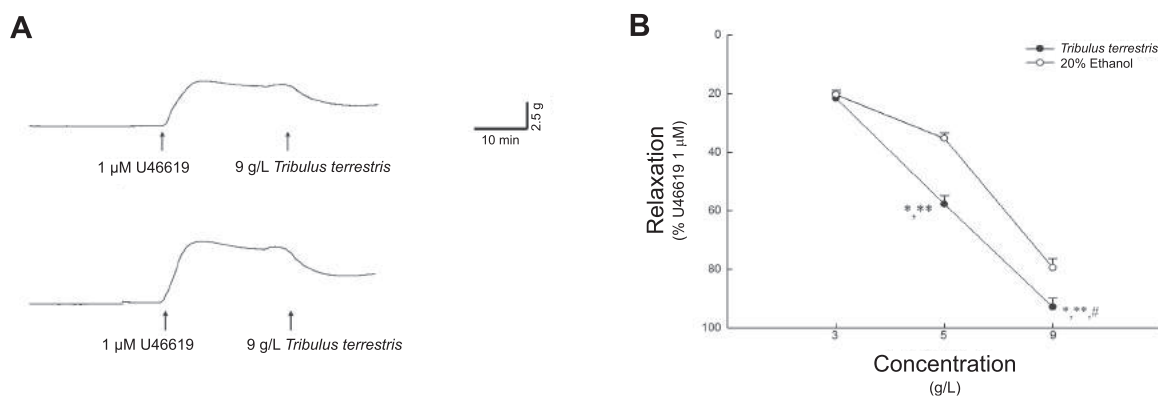 A
1 µM U46619
9 g/L Tribulus terrestris
2.5 g
10 min
1 µM U46619
9 g/L Tribulus terrestris
B
Tribulus terrestris
20% Ethanol
Relaxation
(% U46619 1 µM)
0
20
40
60
80
100
*,**
*,**,#
3
5
9
Concentration
(g/L)